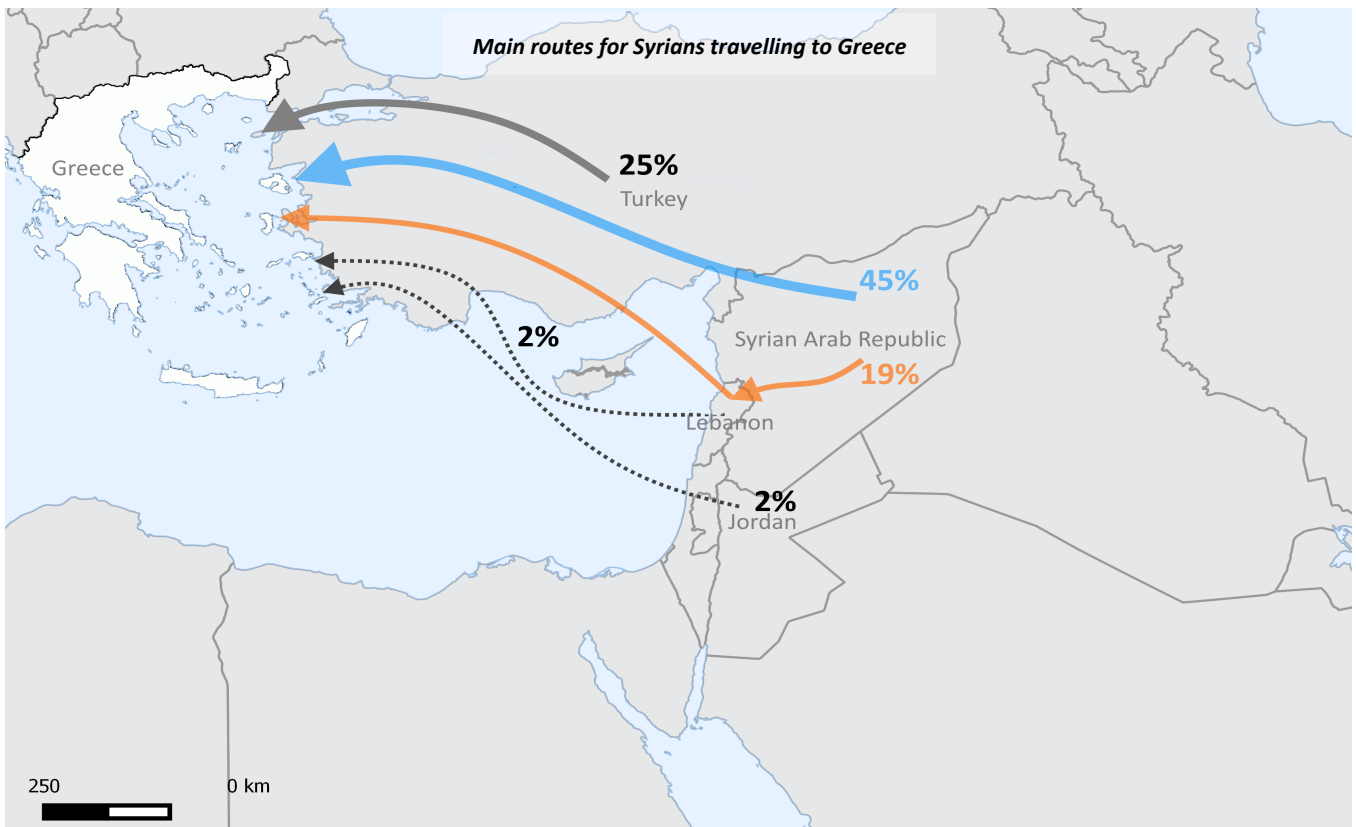 Main routes for Syrians travelling to Greece
Greece
25%
Turkey
45%
2%
Syrian Arab Republic
19%
Lebanon
2%
Jordan
250 0 km